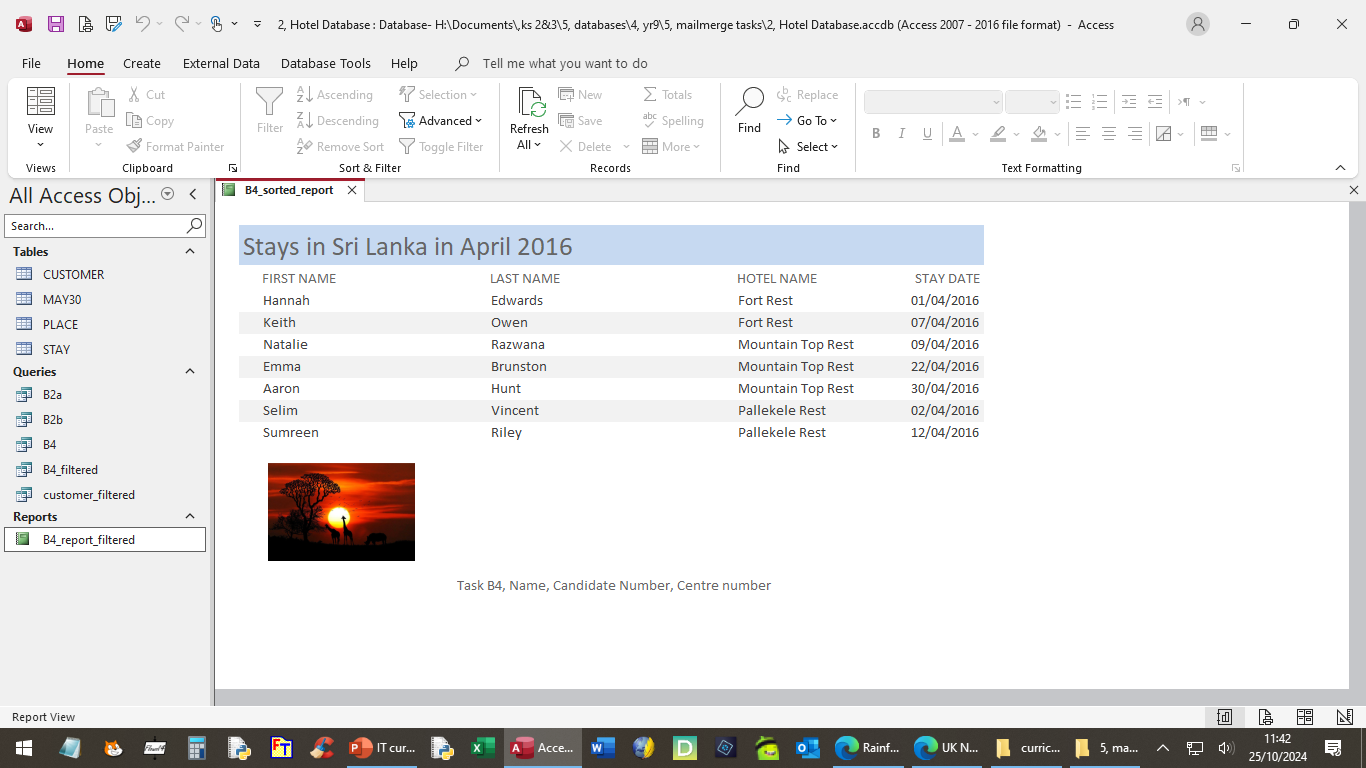 2, Hotel Database : Database- H:\Documents\,ks 2&3\5, databases\4, yr9\5, mailmerge tasks\2, Hotel Database.accdb (Access 2007 - 2016 file format) - Access
File Home Create External Data Database Tools Help Tell me what you want to do
View
Views
Paste
Cut
Copy
Format Painter
Clipboard
Filter
Ascending
Descending
Remove Sort
Selection
Advanced
Toggle Filter
Sort & Filter
Refresh
All
New
Save
Delete
Totals
Spelling
More
Records
Find
Replace
Go To
Select
Find
B I U A
Text Formatting
All Access Obj...
Search...
Tables
CUSTOMER
MAY30
PLACE
STAY
Queries
B2a
B2b
B4
B4_filtered
customer_filtered
Reports
B4_report_filtered
B4_sorted_report
Stays in Sri Lanka in April 2016
FIRST NAME LAST NAME HOTEL NAME STAY DATE
Hannah Edwards Fort Rest 01/04/2016
Keith Owen Fort Rest 07/04/2016
Natalie Razwana Mountain Top Rest 09/04/2016
Emma Brunston Mountain Top Rest 22/04/2016
Aaron Hunt Mountain Top Rest 30/04/2016
Selim Vincent Pallekele Rest 02/04/2016
Sumreen Riley Pallekele Rest 12/04/2016
Task B4, Name, Candidate Number, Centre number
Report View
IT cur... Acce... Rainf... UK N... curric... 5, ma...
11:42
25/10/2024